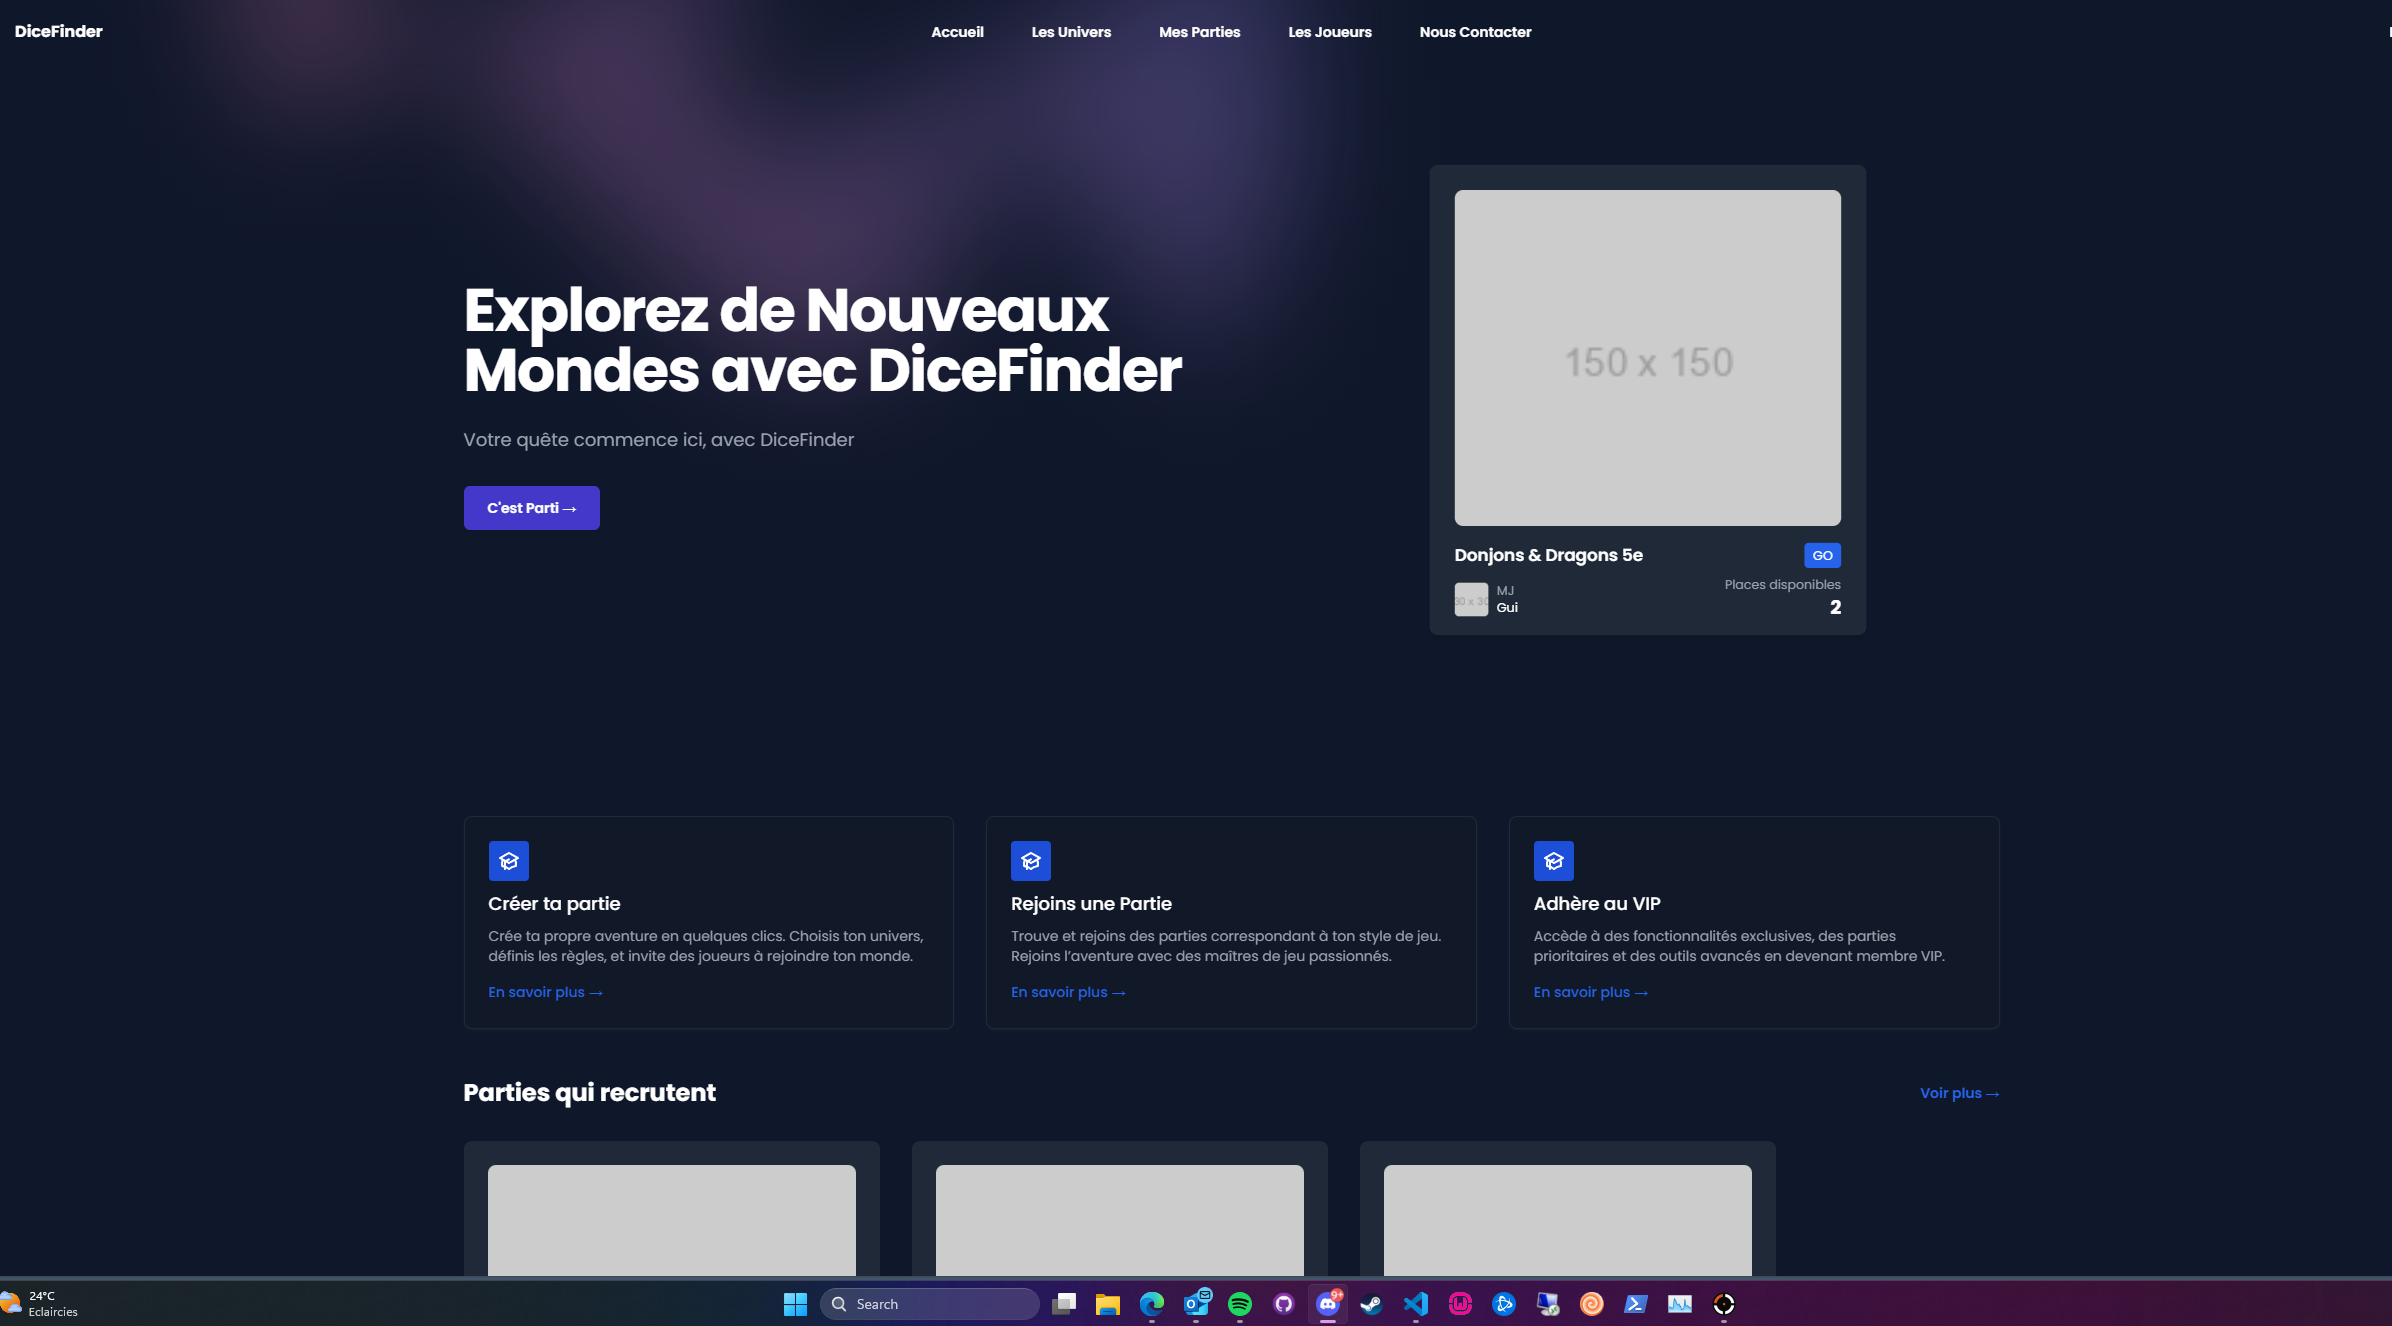 DiceFinder
Accueil
Les Univers
Mes Parties
Les Joueurs
Nous Contacter
Explorez de Nouveaux
Mondes avec DiceFinder
Votre quête commence ici, avec DiceFinder
C'est Parti →
150 x 150
Donjons & Dragons 5e
GO
30 x 30
MJ
Gui
Places disponibles
2
Créer ta partie
Crée ta propre aventure en quelques clics. Choisis ton univers,
définis les règles, et invite des joueurs à rejoindre ton monde.
En savoir plus →
Rejoins une Partie
Trouve et rejoins des parties correspondant à ton style de jeu.
Rejoins l’aventure avec des maîtres de jeu passionnés.
En savoir plus →
Adhère au VIP
Accède à des fonctionnalités exclusives, des parties
prioritaires et des outils avancés en devenant membre VIP.
En savoir plus →
Parties qui recrutent
Voir plus →
24°C
Eclaircies
Search
9+